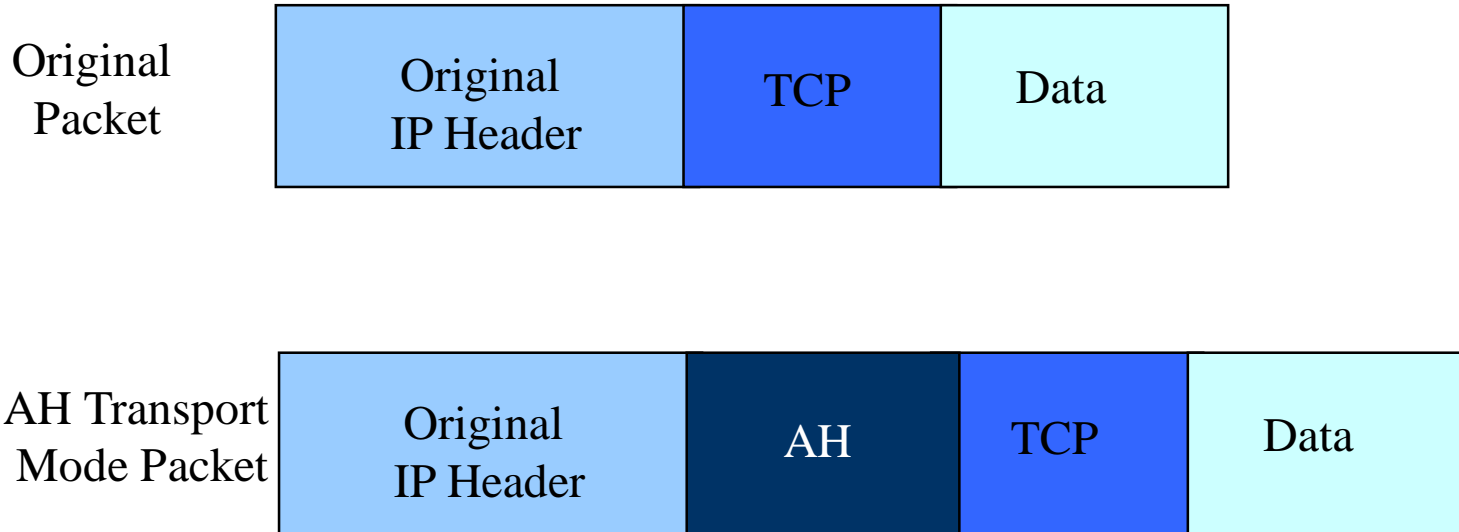 Original
Packet
Original
IP Header
TCP
Data
AH Transport
Mode Packet
Original
IP Header
AH
TCP
Data